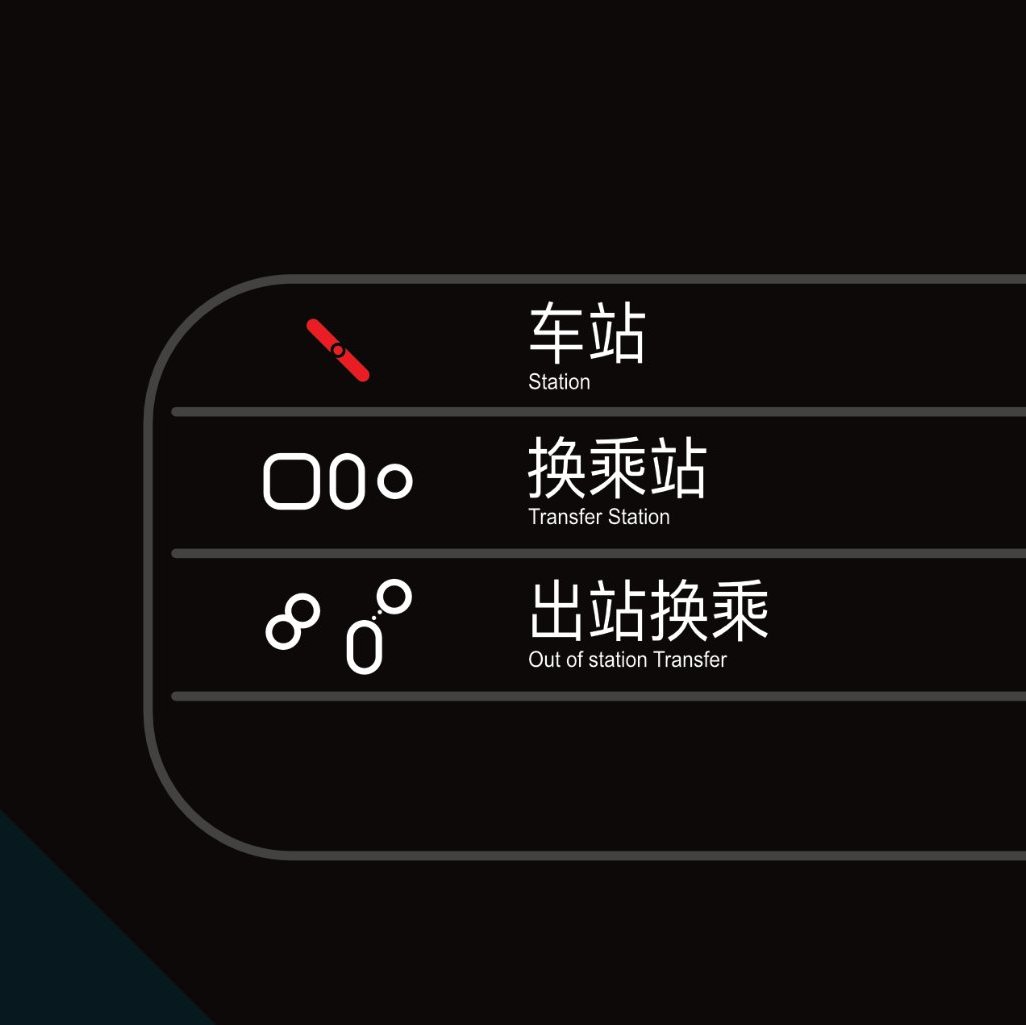 车站
Station
换乘站
Transfer Station
出站换乘
Out of station Transfer